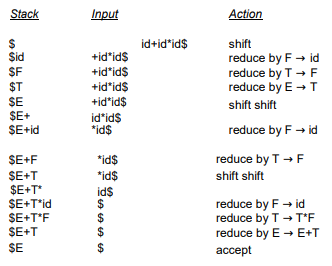 Stack Input Action
$ id+id*id$ shift
$id +id*id$ reduce by F → id
$F +id*id$ reduce by T → F
$T +id*id$ reduce by E → T
$E +id*id$ shift shift
$E+ id*id$
$E+id *id$ reduce by F → id
$E+F *id$ reduce by T → F
$E+T *id$ shift shift
$E+T* id$
$E+T*id $ reduce by F → id
$E+T*F $ reduce by T → T*F
$E+T $ reduce by E → E+T
$E $ accept